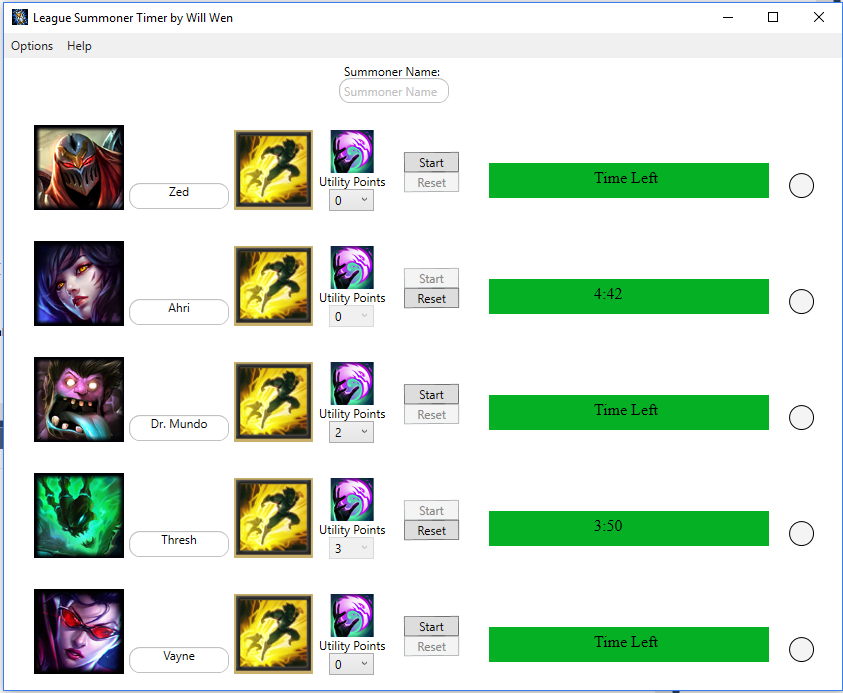 League Summoner Timer by Will Wen
Options Help
Summoner Name:
Summoner Name
Zed
Utility Points
0
Start
Reset
Time Left
Ahri
Utility Points
0
Start
Reset
4:42
Dr. Mundo
Utility Points
2
Start
Reset
Time Left
Thresh
Utility Points
3
Start
Reset
3:50
Vayne
Utility Points
0
Start
Reset
Time Left